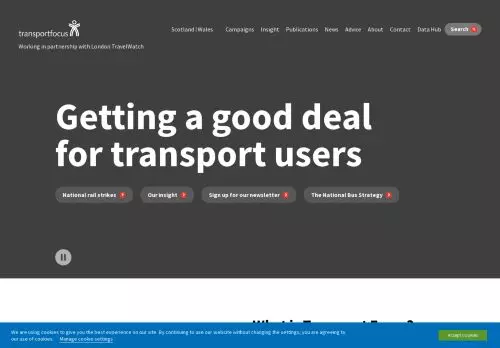 transportfocus
Working in partnership with London TravelWatch
Scotland | Wales Campaigns Insight Publications News Advice About Contact Data Hub Search
Getting a good deal
for transport users
National rail strikes Our insight Sign up for our newsletter The National Bus Strategy
We are using cookies to give you the best experience on our site. By continuing to use our website without changing the settings, you are agreeing to
our use of cookies. Manage cookie settings
Accept cookies